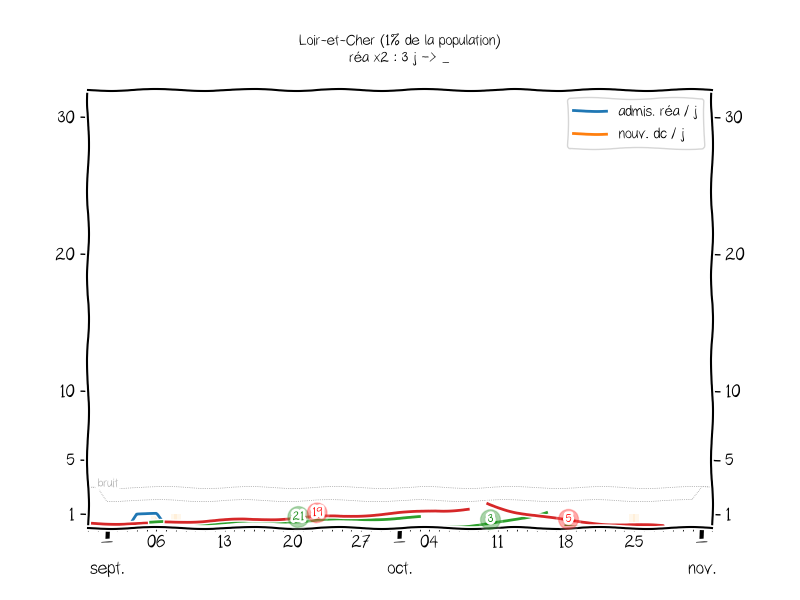 Loir-et-Cher (1% de la population)
réa x2 : 3 j -> _
admis. réa / j
nouv. dc / j
30 30
20 20
10 10
5 5
bruit
1 1
21 19 3 5
06 13 20 27 04 11 18 25
sept. oct. nov.